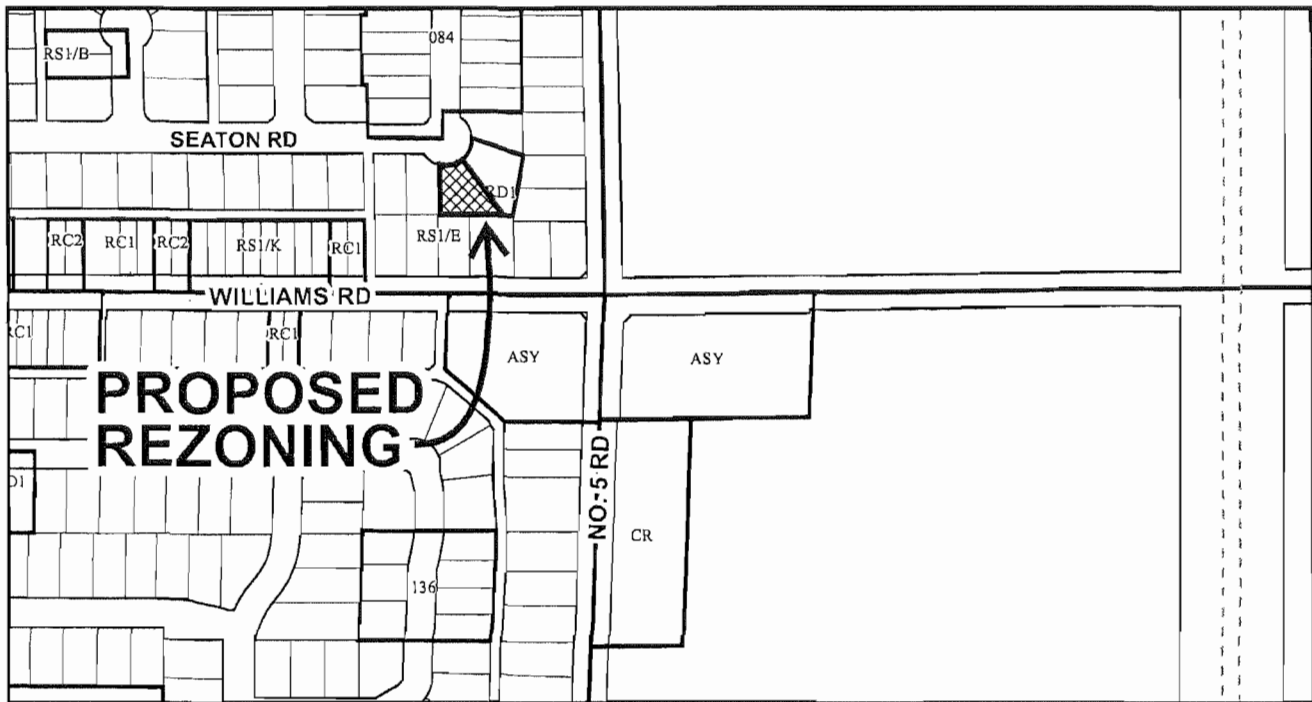 084
RS1/B
SEATON RD
RD1
RC2 RC1 RC2 RS1/K RC1 RS1/E
WILLIAMS RD
RC1 RC1
ASY ASY
PROPOSED
REZONING
NO. 5 RD
CR
136